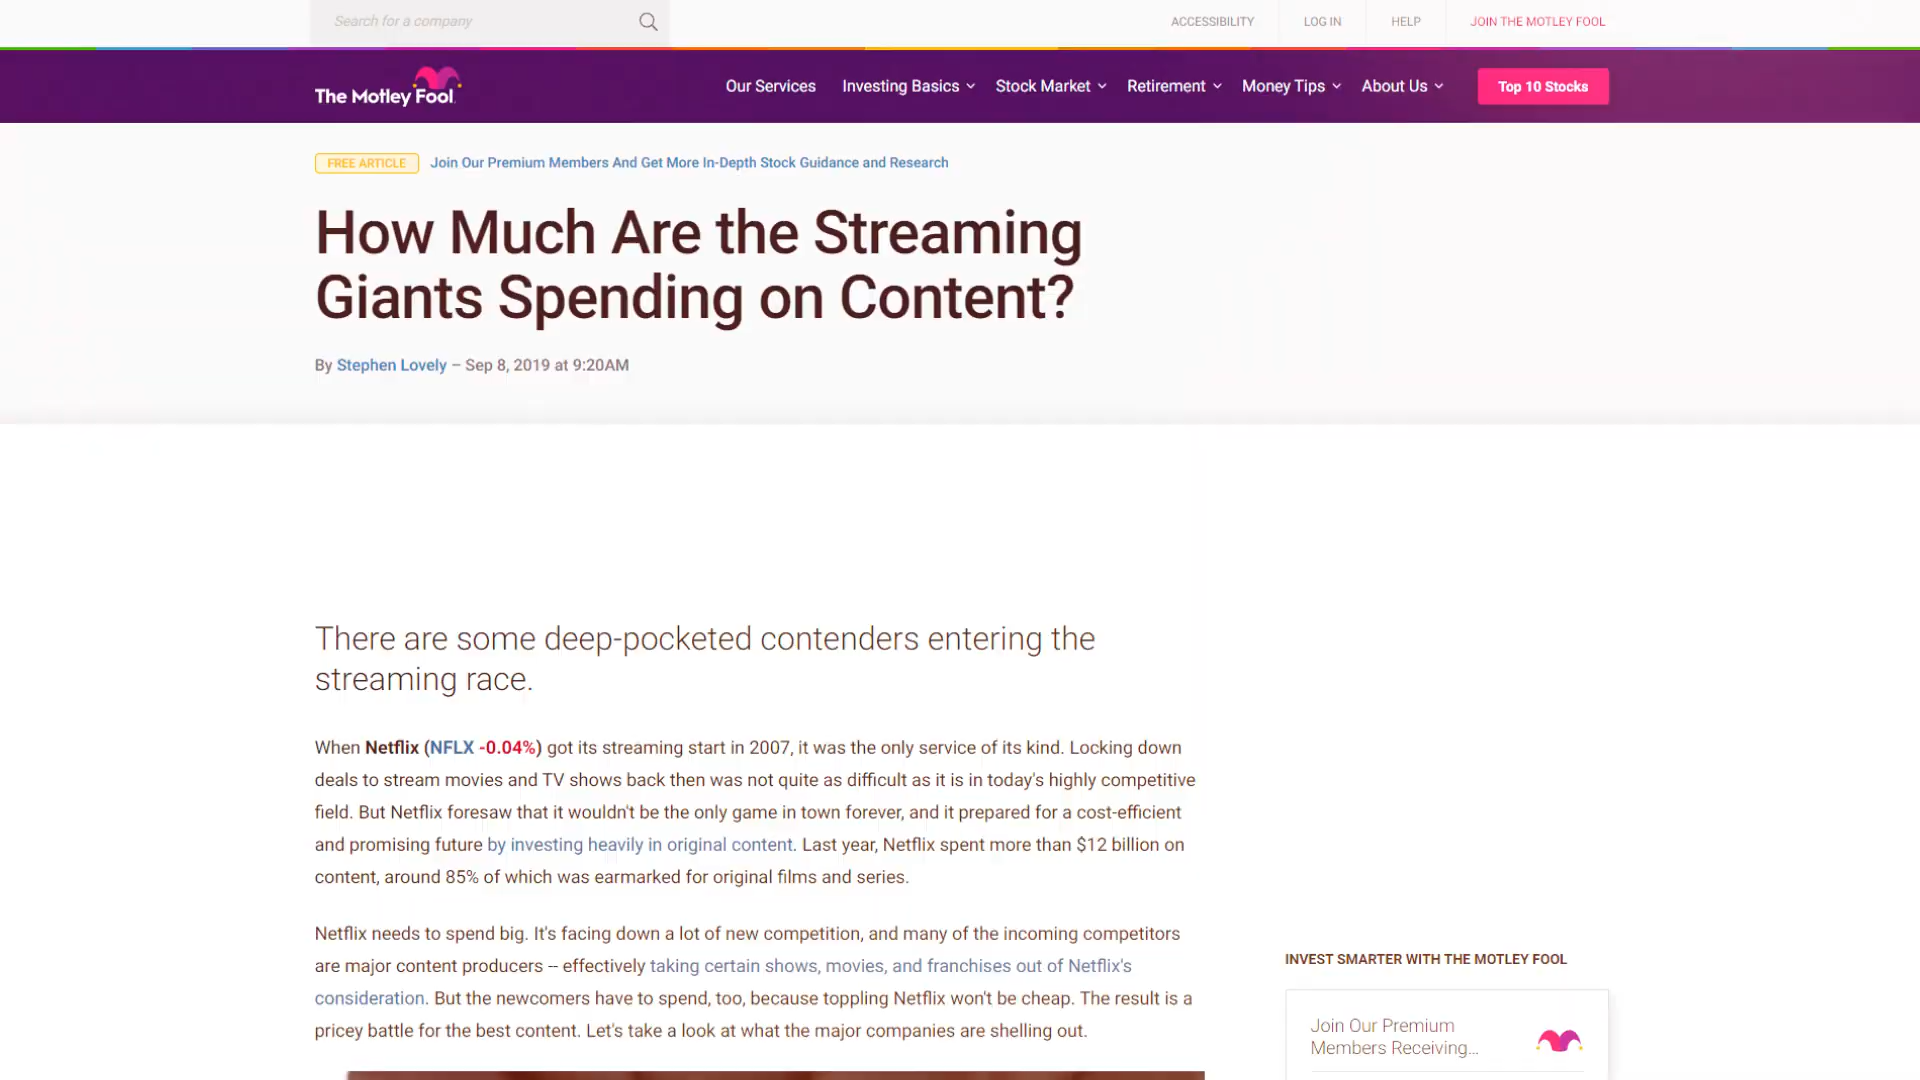 Search for a company
ACCESSIBILITY LOG IN HELP JOIN THE MOTLEY FOOL
The Motley Fool Our Services Investing Basics Stock Market Retirement Money Tips About Us Top 10 Stocks
FREE ARTICLE Join Our Premium Members And Get More In-Depth Stock Guidance and Research
How Much Are the Streaming
Giants Spending on Content?
By Stephen Lovely – Sep 8, 2019 at 9:20AM
There are some deep-pocketed contenders entering the
streaming race.
When Netflix (NFLX -0.04%) got its streaming start in 2007, it was the only service of its kind. Locking down
deals to stream movies and TV shows back then was not quite as difficult as it is in today's highly competitive
field. But Netflix foresaw that it wouldn't be the only game in town forever, and it prepared for a cost-efficient
and promising future by investing heavily in original content. Last year, Netflix spent more than $12 billion on
content, around 85% of which was earmarked for original films and series.
Netflix needs to spend big. It's facing down a lot of new competition, and many of the incoming competitors
are major content producers -- effectively taking certain shows, movies, and franchises out of Netflix's
consideration. But the newcomers have to spend, too, because toppling Netflix won't be cheap. The result is a
pricey battle for the best content. Let's take a look at what the major companies are shelling out.
INVEST SMARTER WITH THE MOTLEY FOOL
Join Our Premium
Members Receiving...